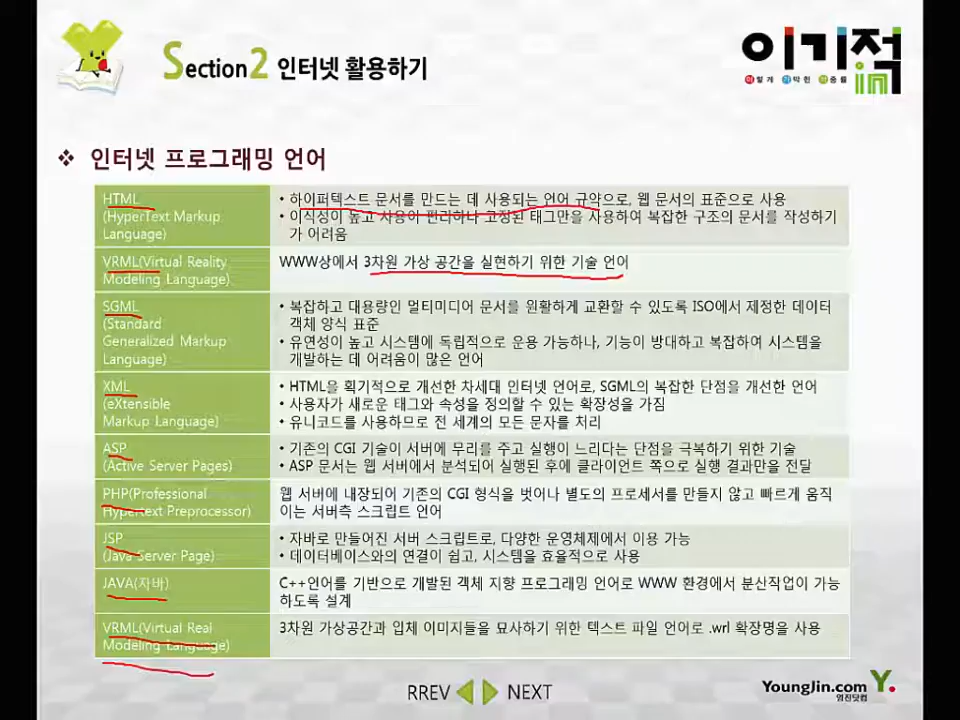 Section2 인터넷 활용하기
이기적in
이렇게 기막힌 적중률
❖ 인터넷 프로그래밍 언어
HTML
(HyperText Markup
Language)
• 하이퍼텍스트 문서를 만드는 데 사용되는 언어 규약으로, 웹 문서의 표준으로 사용
• 이식성이 높고 사용이 편리하나 고정된 태그만을 사용하여 복잡한 구조의 문서를 작성하기
가 어려움
VRML(Virtual Reality
Modeling Language)
WWW상에서 3차원 가상 공간을 실현하기 위한 기술 언어
SGML
(Standard
Generalized Markup
Language)
• 복잡하고 대용량인 멀티미디어 문서를 원활하게 교환할 수 있도록 ISO에서 제정한 데이터
객체 양식 표준
• 유연성이 높고 시스템에 독립적으로 운용 가능하나, 기능이 방대하고 복잡하여 시스템을
개발하는 데 어려움이 많은 언어
XML
(eXtensible
Markup Language)
• HTML을 획기적으로 개선한 차세대 인터넷 언어로, SGML의 복잡한 단점을 개선한 언어
• 사용자가 새로운 태그와 속성을 정의할 수 있는 확장성을 가짐
• 유니코드를 사용하므로 전 세계의 모든 문자를 처리
ASP
(Active Server Pages)
• 기존의 CGI 기술이 서버에 무리를 주고 실행이 느리다는 단점을 극복하기 위한 기술
• ASP 문서는 웹 서버에서 분석되어 실행된 후에 클라이언트 쪽으로 실행 결과만을 전달
PHP(Professional
Hypertext Preprocessor)
웹 서버에 내장되어 기존의 CGI 형식을 벗어나 별도의 프로세서를 만들지 않고 빠르게 움직
이는 서버측 스크립트 언어
JSP
(Java Server Page)
• 자바로 만들어진 서버 스크립트로, 다양한 운영체제에서 이용 가능
• 데이터베이스와의 연결이 쉽고, 시스템을 효율적으로 사용
JAVA(자바)
C++언어를 기반으로 개발된 객체 지향 프로그래밍 언어로 WWW 환경에서 분산작업이 가능
하도록 설계
VRML(Virtual Real
Modeling Language)
3차원 가상공간과 입체 이미지들을 묘사하기 위한 텍스트 파일 언어로 .wrl 확장명을 사용
RREV NEXT
YoungJin.com Y.
영진닷컴